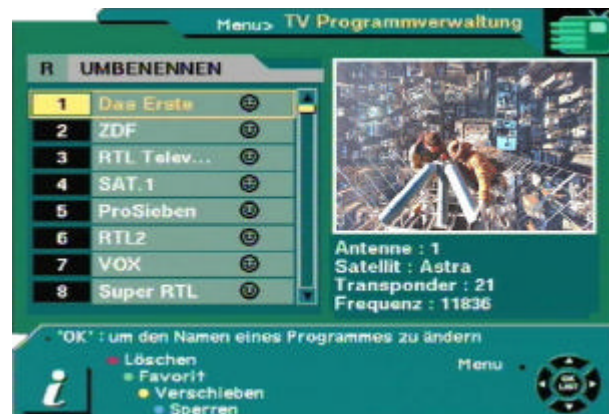 Menu> TV Programmverwaltung
R UMBENENNEN
1 Das Erste
2 ZDF
3 RTL Telev...
4 SAT.1
5 ProSieben
6 RTL2
7 VOX
8 Super RTL
Antenne : 1
Satellit : Astra
Transponder : 21
Frequenz : 11836
"OK" : um den Namen eines Programmes zu ändern
Löschen
Favorit
Verschieben
Sperren
Menu
i